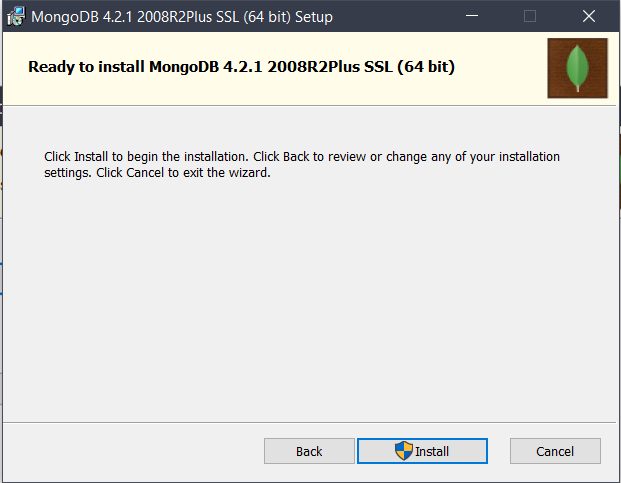 MongoDB 4.2.1 2008R2Plus SSL (64 bit) Setup
Ready to install MongoDB 4.2.1 2008R2Plus SSL (64 bit)
Click Install to begin the installation. Click Back to review or change any of your installation
settings. Click Cancel to exit the wizard.
Back
Install
Cancel